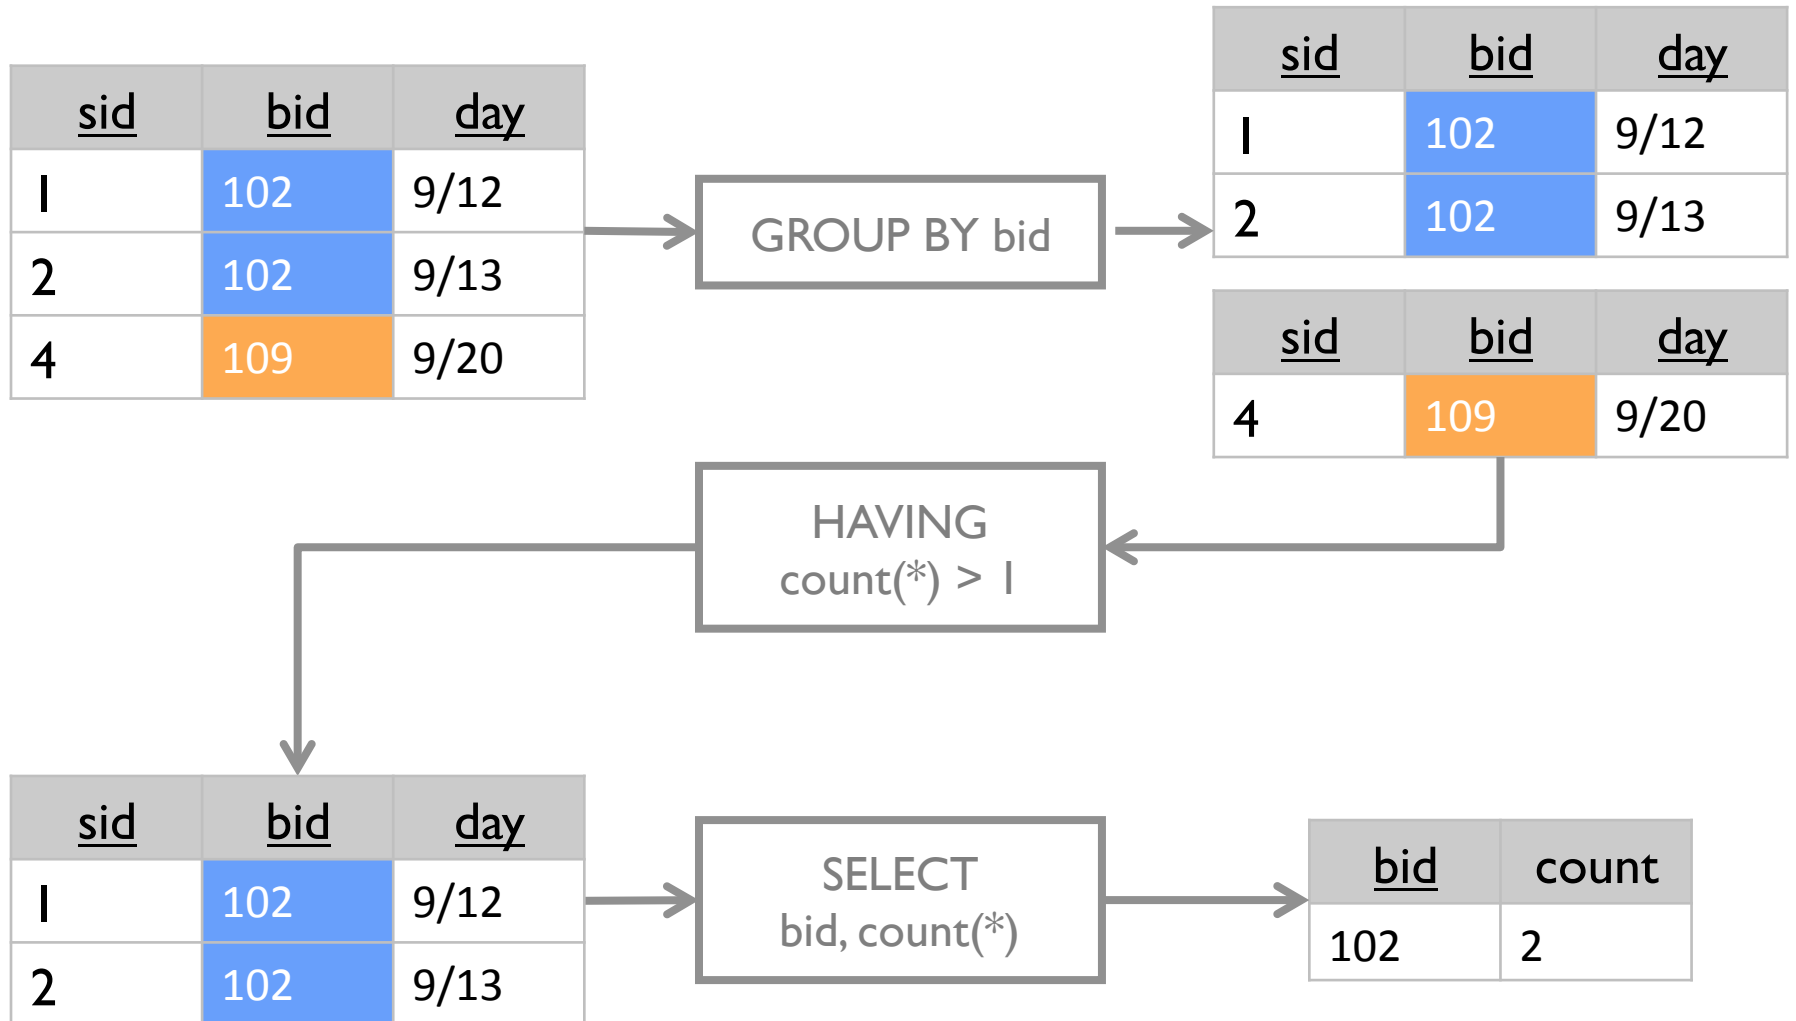 sid bid day
1 102 9/12
2 102 9/13
4 109 9/20
GROUP BY bid
sid bid day
1 102 9/12
2 102 9/13
sid bid day
4 109 9/20
HAVING
count(*) > 1
sid bid day
1 102 9/12
2 102 9/13
SELECT
bid, count(*)
bid count
102 2